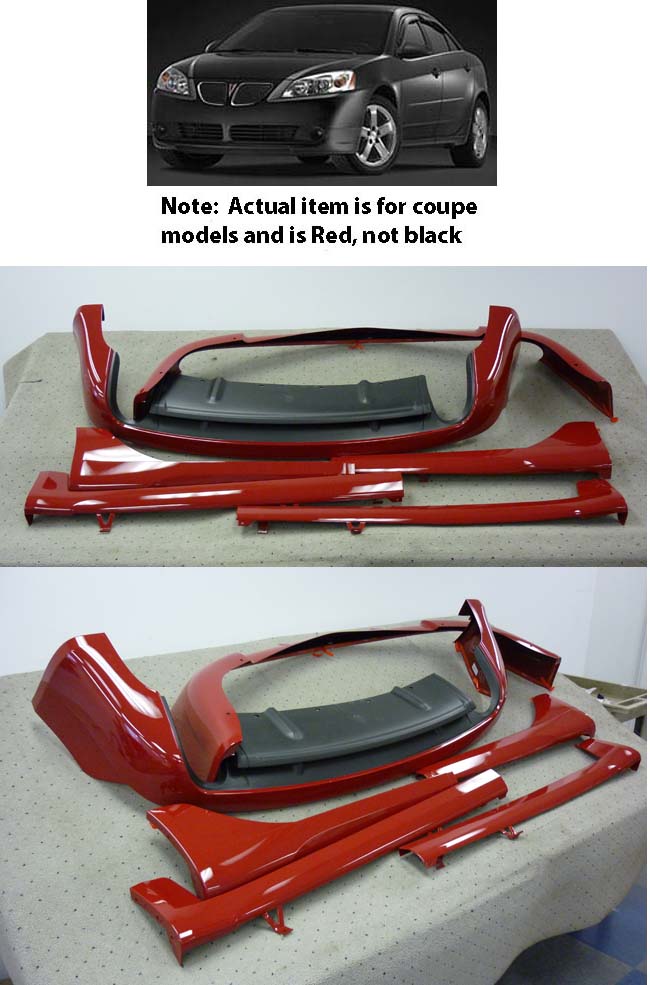 Note:  Actual item is for coupe
models and is Red, not black